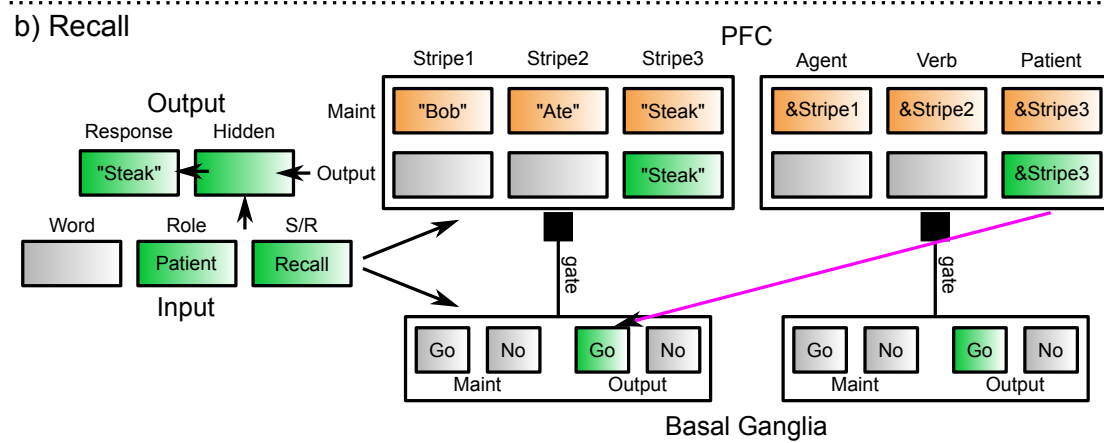 b) Recall
PFC
Stripe1 Stripe2 Stripe3
Agent Verb Patient
Output
Response Hidden
Maint "Bob" "Ate" "Steak"
&Stripe1 &Stripe2 &Stripe3
"Steak"
Output "Steak"
&Stripe3
Word Role S/R
Patient Recall
Input
gate
gate
Go No Go No
Maint Output
Go No Go No
Maint Output
Basal Ganglia